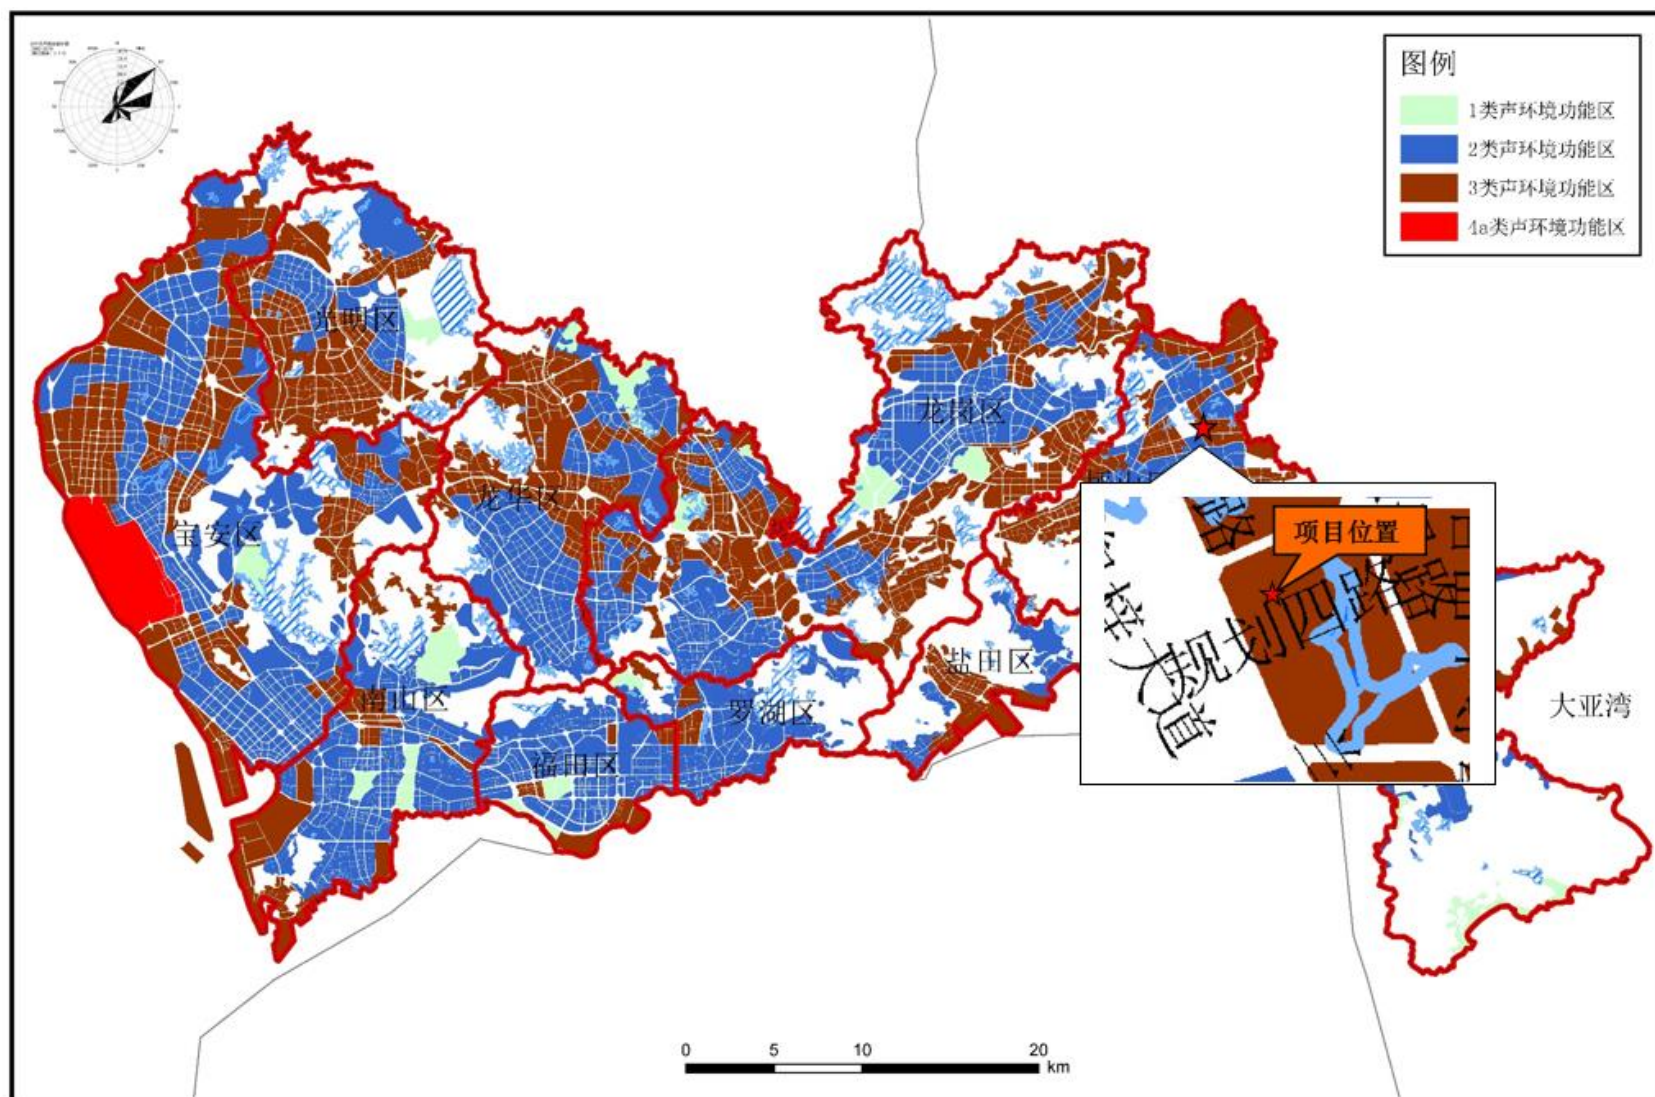 图例
1类声环境功能区
2类声环境功能区
3类声环境功能区
4a类声环境功能区
光明区
龙岗区
龙华区
宝安区
项目位置
路
规划四路
大道
盐田区
南山区
罗湖区
福田区
大亚湾
0 5 10 20
km